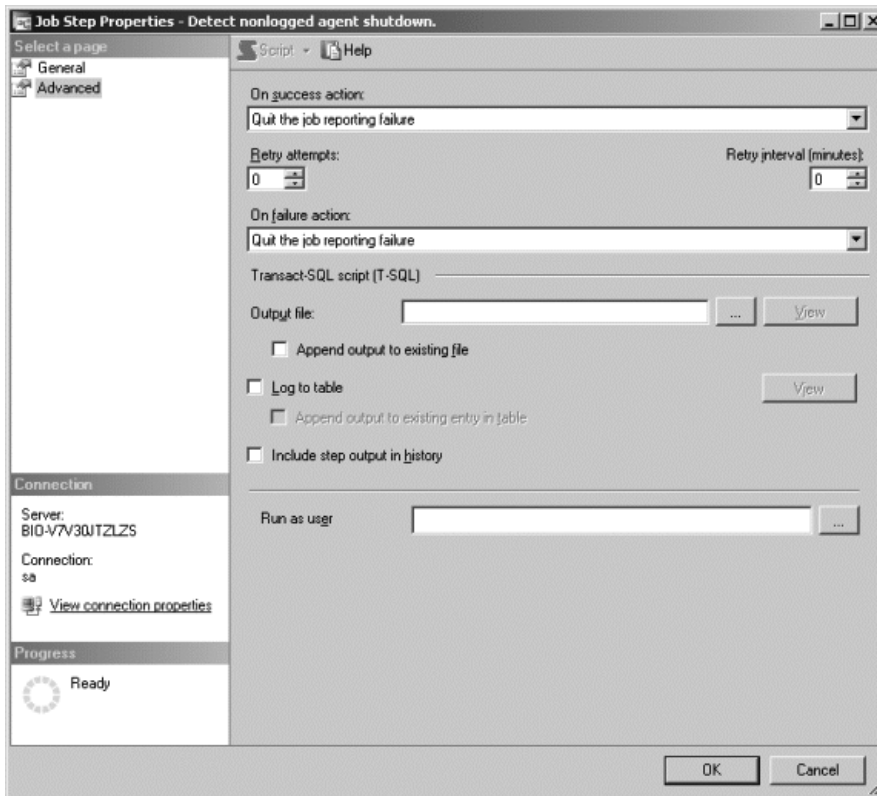 Job Step Properties - Detect nonlogged agent shutdown.
Select a page
General
Advanced
Script
Help
On success action:
Quit the job reporting failure
Retry attempts:
Retry interval (minutes):
0
0
On failure action:
Quit the job reporting failure
Transact-SQL script (T-SQL)
Output file:
...
View
Append output to existing file
Log to table
View
Append output to existing entry in table
Include step output in history
Run as user
...
Connection
Server:
BIO-V7V30JTZLZS
Connection:
sa
View connection properties
Progress
Ready
OK
Cancel